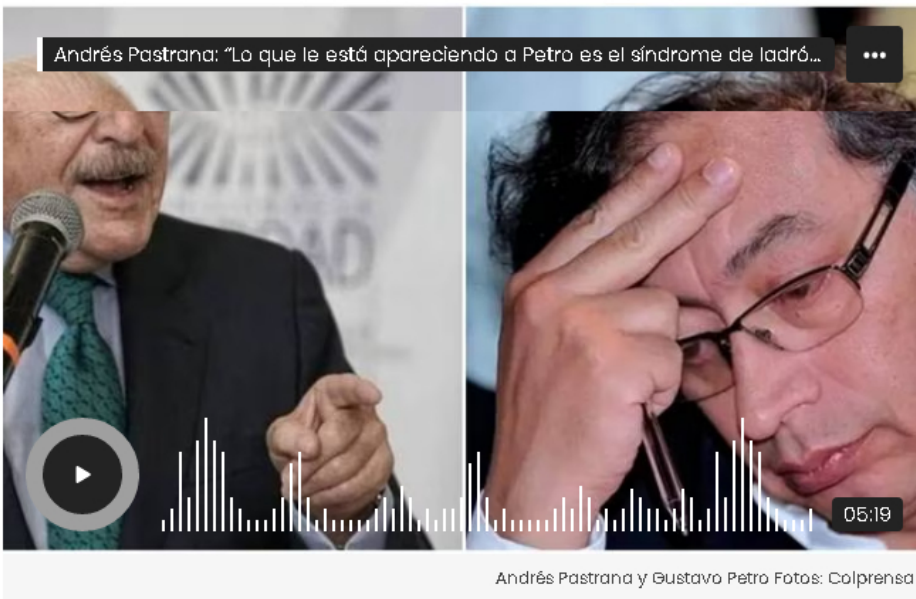 Andrés Pastrana: “Lo que le está apareciendo a Petro es el síndrome de ladró...
AD
05:19
Andrés Pastrana y Gustavo Petro Fotos: Colprensa